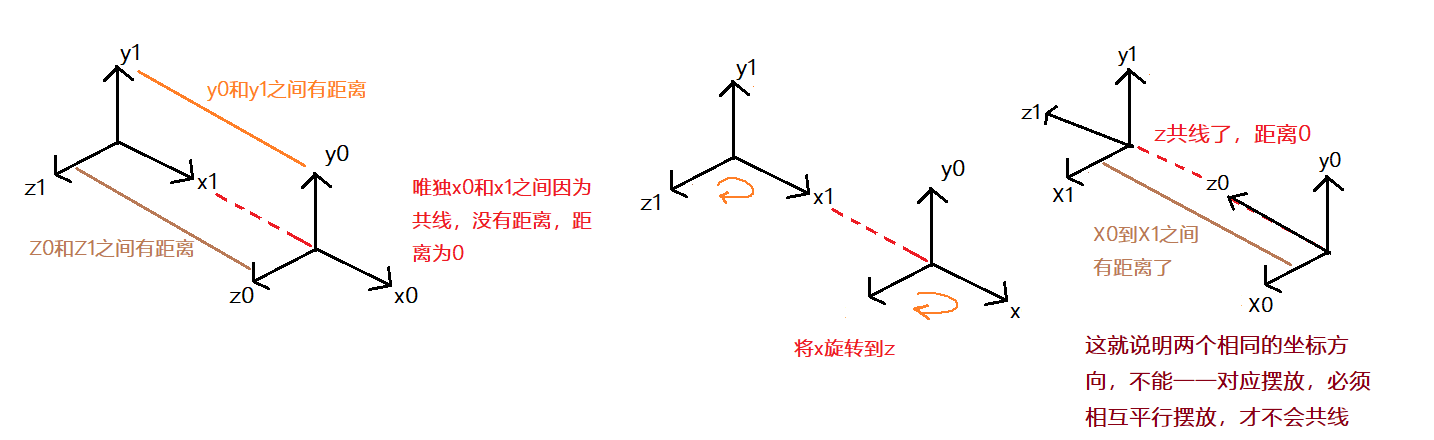 y1
y0和y1之间有距离
y0
z1
x1
Z0和Z1之间有距离
z0
x0
唯独x0和x1之间因为
共线，没有距离，距
离为0
y1
z1
x1
y0
x
将x旋转到z
y1
z1
z共线了，距离0
X1
z0
y0
X0到X1之间
有距离了
X0
这就说明两个相同的坐标方
向，不能一一对应摆放，必须
相互平行摆放，才不会共线